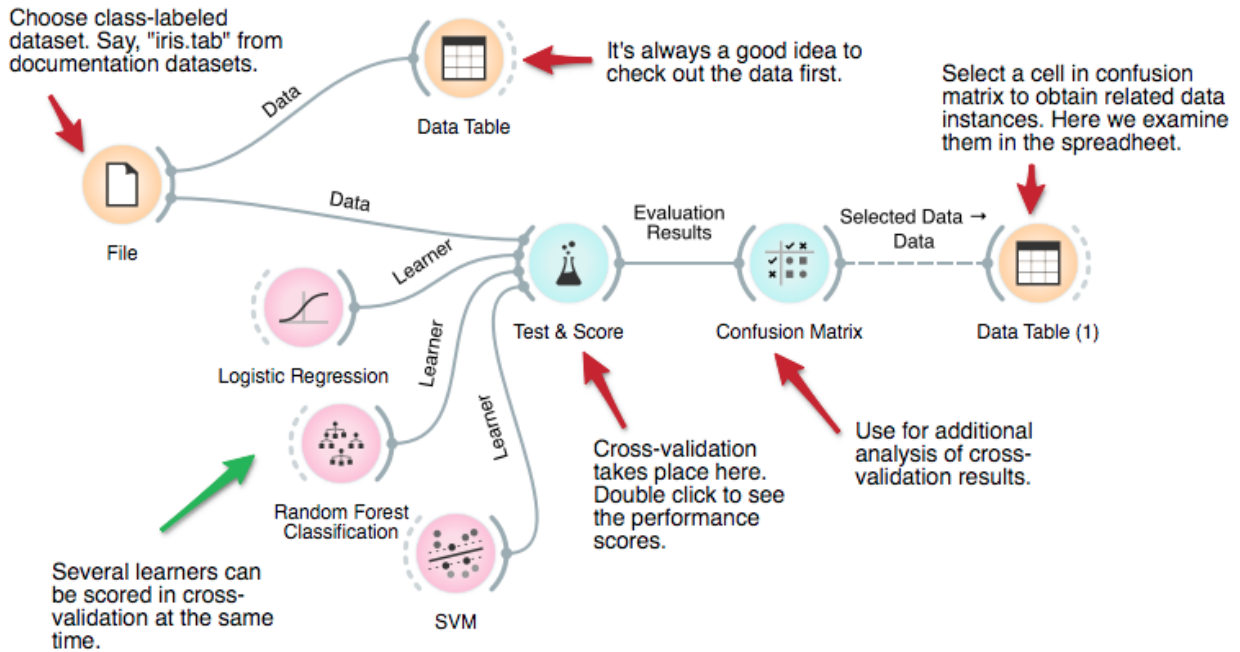 Choose class-labeled
dataset. Say, "iris.tab" from
documentation datasets.
It's always a good idea to
check out the data first.
Select a cell in confusion
matrix to obtain related data
instances. Here we examine
them in the spreadheet.
Data
Data Table
File
Data
Learner
Evaluation
Results
Selected Data →
Data
Test & Score
Confusion Matrix
Data Table (1)
Logistic Regression
Learner
Learner
Random Forest
Classification
SVM
Cross-validation
takes place here.
Double click to see
the performance
scores.
Use for additional
analysis of cross-
validation results.
Several learners can
be scored in cross-
validation at the same
time.